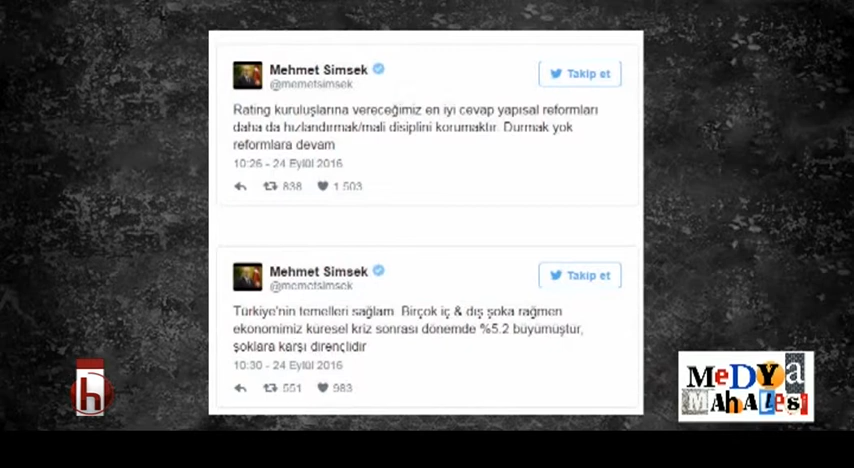 Mehmet Simsek
Takip et
@memetsimsek
Rating kuruluşlarına vereceğimiz en iyi cevap yapısal reformları
daha da hızlandırmak/mali disiplini korumaktır. Durmak yok
reformlara devam
10:26 - 24 Eylül 2016
838 1 503
Mehmet Simsek
Takip et
@memetsimsek
Türkiye'nin temelleri sağlam. Birçok iç & dış şoka rağmen
ekonomimiz küresel kriz sonrası dönemde %5.2 büyümüştür,
şoklara karşı dirençlidir
10:30 - 24 Eylül 2016
551 983
h
MeDYa
MahaLesi